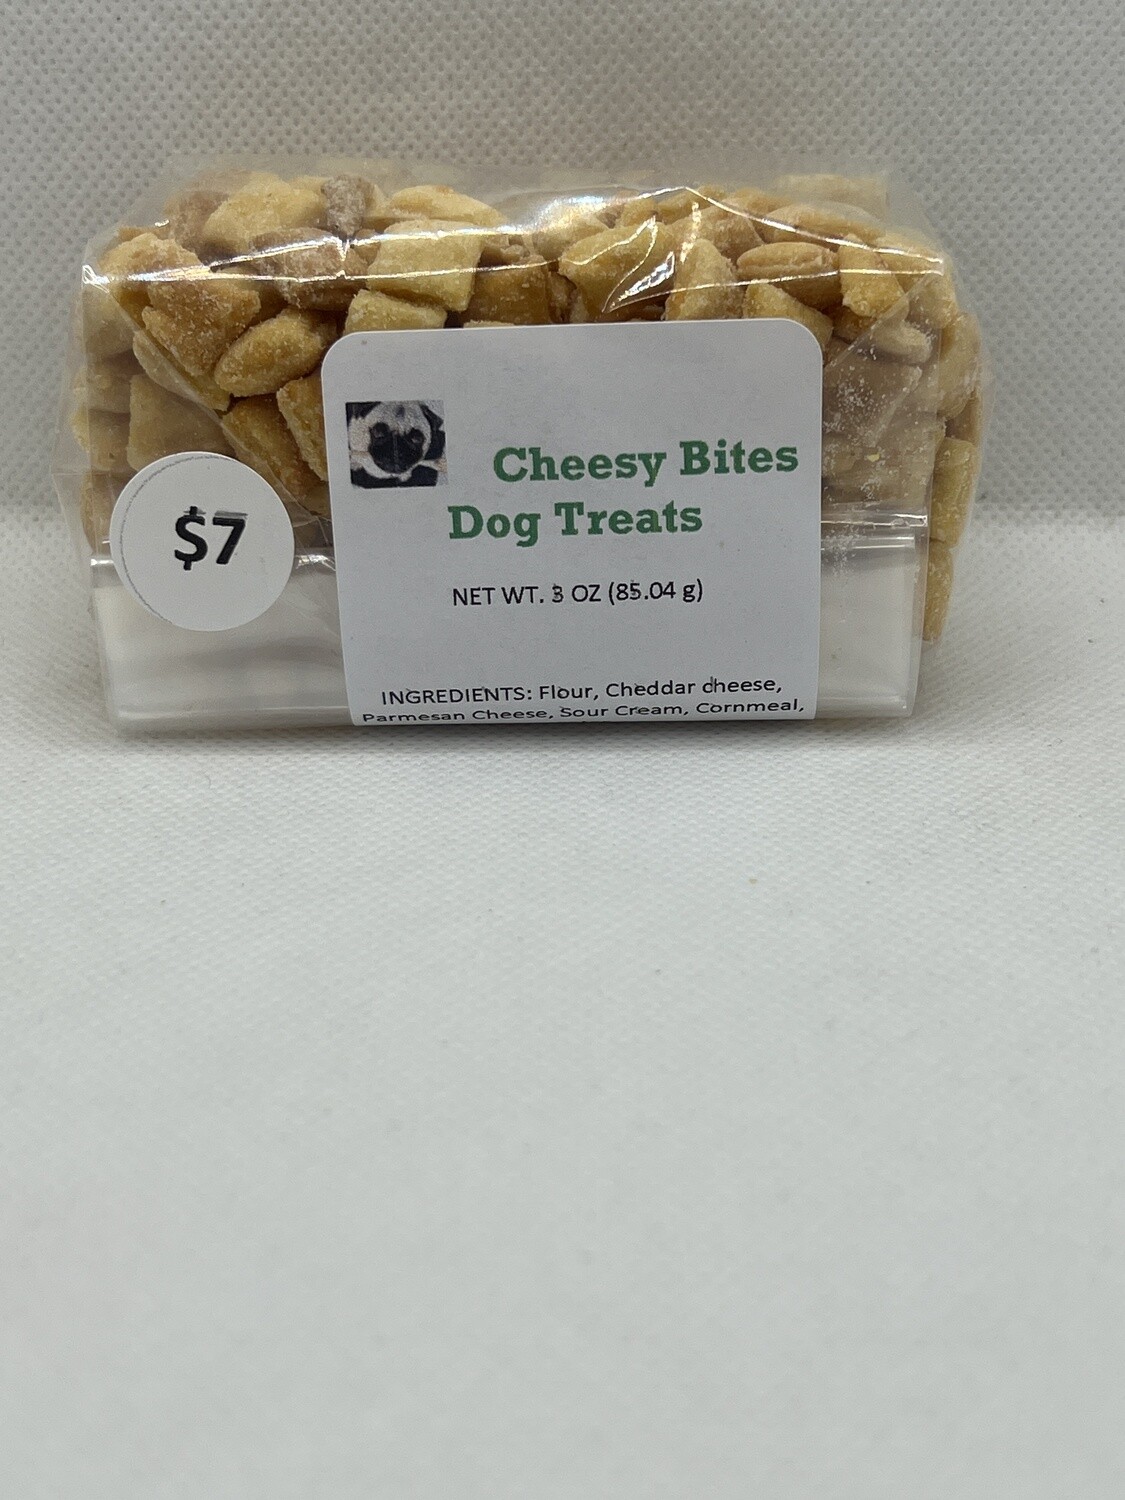 Cheesy Bites
Dog Treats
$7
NET WT. 3 OZ (85.04 g)
INGREDIENTS: Flour, Cheddar cheese,
Parmesan Cheese, Sour Cream, Cornmeal,